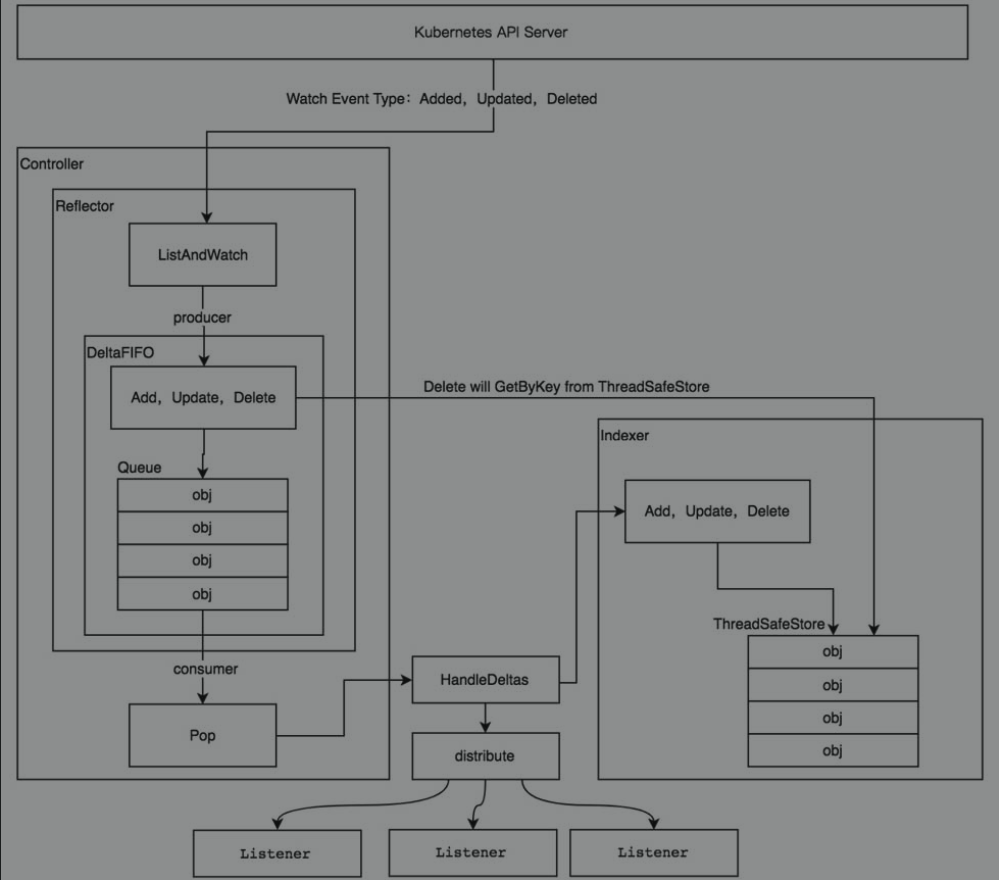 Kubernetes API Server
Watch Event Type：Added，Updated，Deleted
Controller
Reflector
ListAndWatch
producer
DeltaFIFO
Add，Update，Delete
Delete will GetByKey from ThreadSafeStore
Indexer
Queue
obj
obj
obj
obj
Add，Update，Delete
ThreadSafeStore
obj
obj
obj
obj
consumer
HandleDeltas
Pop
distribute
Listener
Listener
Listener